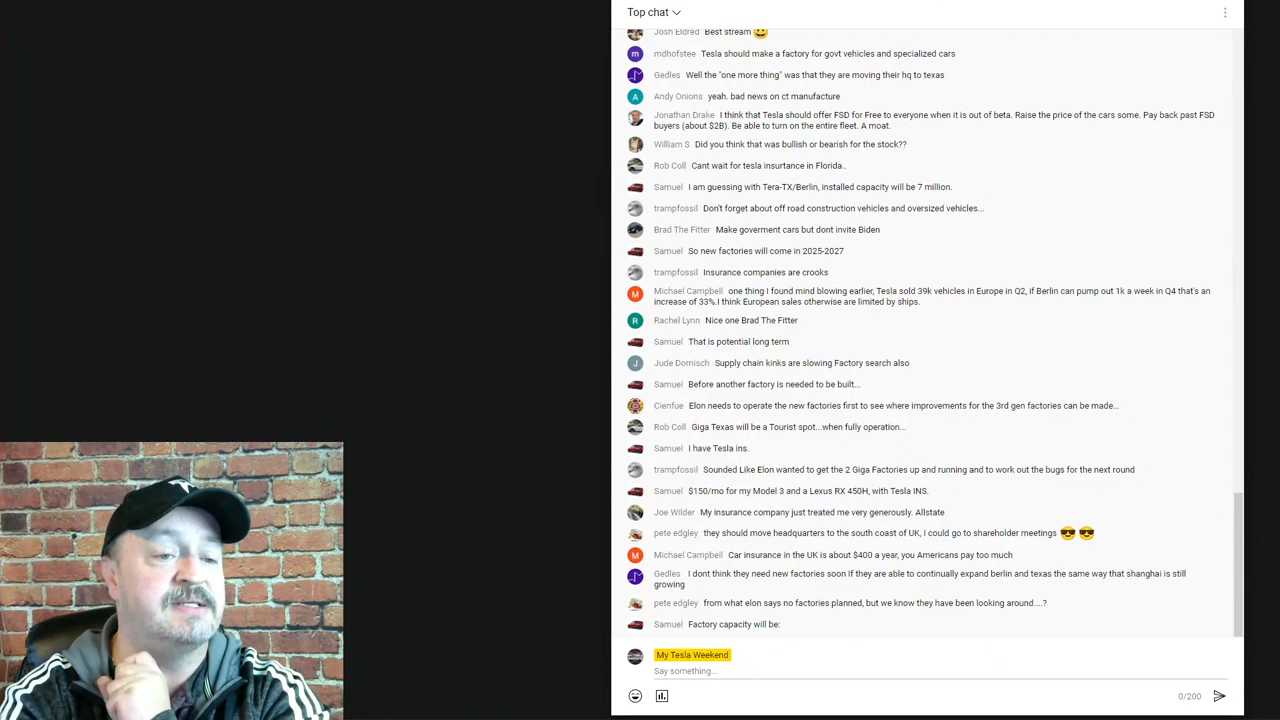 Top chat
Josh Eldred Best stream 😀
m mdhofstee Tesla should make a factory for govt vehicles and specialized cars
Gedles Well the "one more thing" was that they are moving their hq to texas
A Andy Onions yeah. bad news on ct manufacture
Jonathan Drake I think that Tesla should offer FSD for Free to everyone when it is out of beta. Raise the price of the cars some. Pay back past FSD
buyers (about $2B). Be able to turn on the entire fleet. A moat.
William S Did you think that was bullish or bearish for the stock??
Rob Coll Cant wait for tesla insurtance in Florida..
Samuel I am guessing with Tera-TX/Berlin, installed capacity will be 7 million.
trampfossil Don't forget about off road construction vehicles and oversized vehicles...
Brad The Fitter Make goverment cars but dont invite Biden
Samuel So new factories will come in 2025-2027
trampfossil Insurance companies are crooks
M Michael Campbell one thing I found mind blowing earlier, Tesla sold 39k vehicles in Europe in Q2, if Berlin can pump out 1k a week in Q4 that's an
increase of 33%.I think European sales otherwise are limited by ships.
R Rachel Lynn Nice one Brad The Fitter
Samuel That is potential long term
J Jude Domisch Supply chain kinks are slowing Factory search also
Samuel Before another factory is needed to be built...
Cienfue Elon needs to operate the new factories first to see where improvements for the 3rd gen factories can be made...
Rob Coll Giga Texas will be a Tourist spot...when fully operation...
Samuel I have Tesla ins.
trampfossil Sounded Like Elon wanted to get the 2 Giga Factories up and running and to work out the bugs for the next round
Samuel $150/mo for my Model 3 and a Lexus RX 450H, with Tesla INS.
Joe Wilder My insurance company just treated me very generously. Allstate
pete edgley they should move headquarters to the south coast of UK, I could go to shareholder meetings 😎 😎
M Michael Campbell Car insurance in the UK is about $400 a year, you Americans pay too much
Gedles I dont think they need new factories soon If they are able to continually expand berlin and texas the same way that shanghai is still
growing
pete edgley from what elon says no factories planned, but we know they have been looking around....?
Samuel Factory capacity will be:
My Tesla Weekend
Say something...
0/200